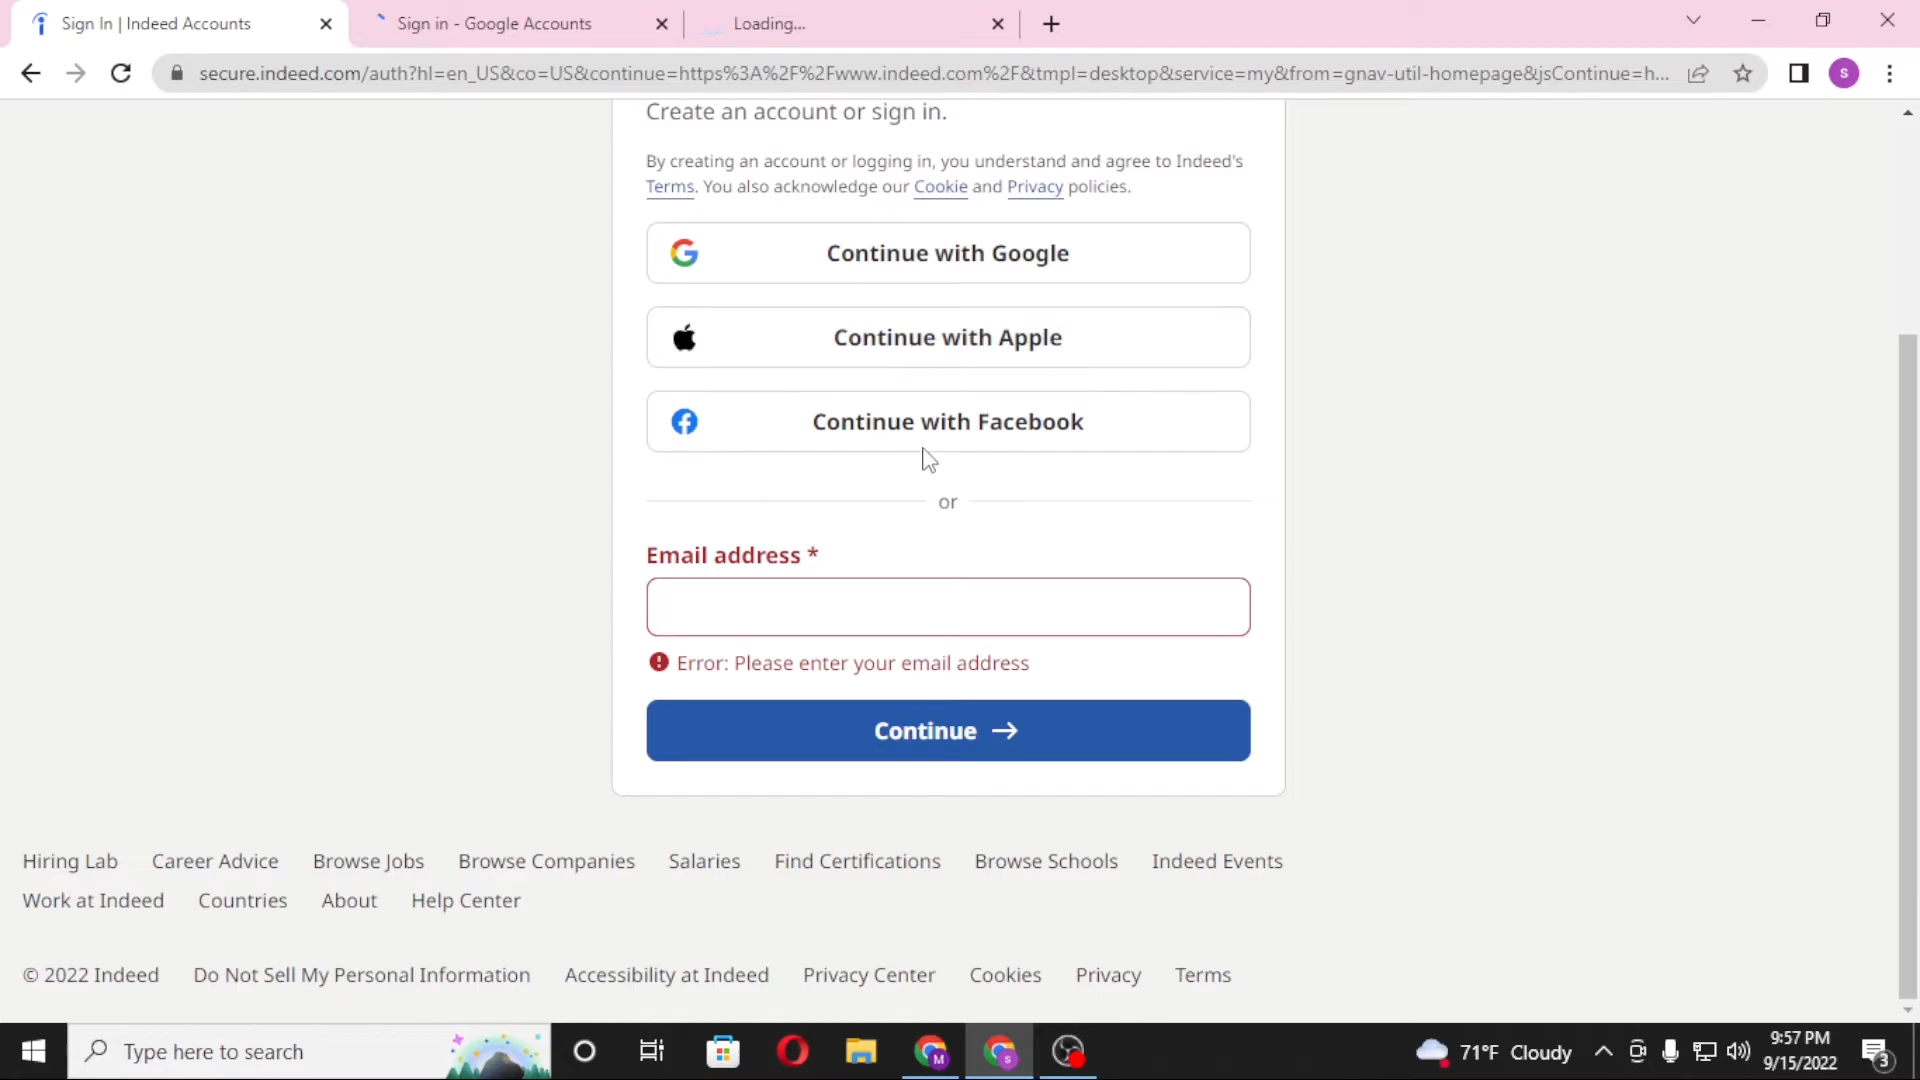 Sign In | Indeed Accounts
Sign in - Google Accounts
Loading...
secure.indeed.com/auth?hl=en_US&co=US&continue=https%3A%2F%2Fwww.indeed.com%2F&tmpl=desktop&service=my&from=gnav-util-homepage&jsContinue=h...
S
Create an account or sign in.
By creating an account or logging in, you understand and agree to Indeed's
Terms. You also acknowledge our Cookie and Privacy policies.
Continue with Google
Continue with Apple
Continue with Facebook
or
Email address *
Error: Please enter your email address
Continue
Hiring Lab Career Advice Browse Jobs Browse Companies Salaries Find Certifications Browse Schools Indeed Events
Work at Indeed Countries About Help Center
© 2022 Indeed Do Not Sell My Personal Information Accessibility at Indeed Privacy Center Cookies Privacy Terms
Type here to search
M
S
71°F Cloudy
9:57 PM
9/15/2022
3